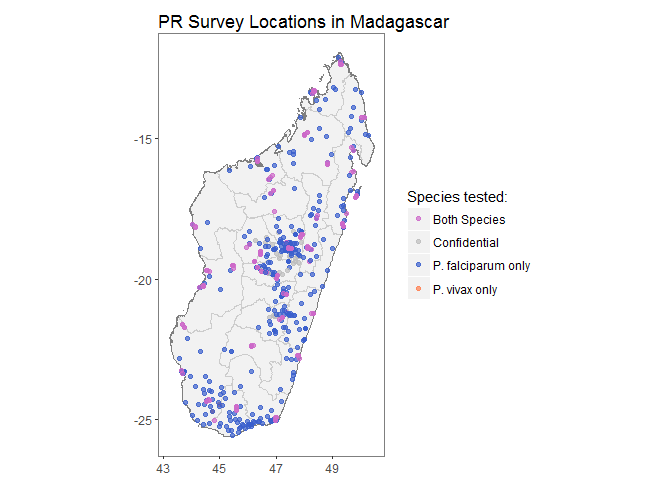 PR Survey Locations in Madagascar
-15
-20
-25
43
45
47
49
Species tested:
Both Species
Confidential
P. falciparum only
P. vivax only